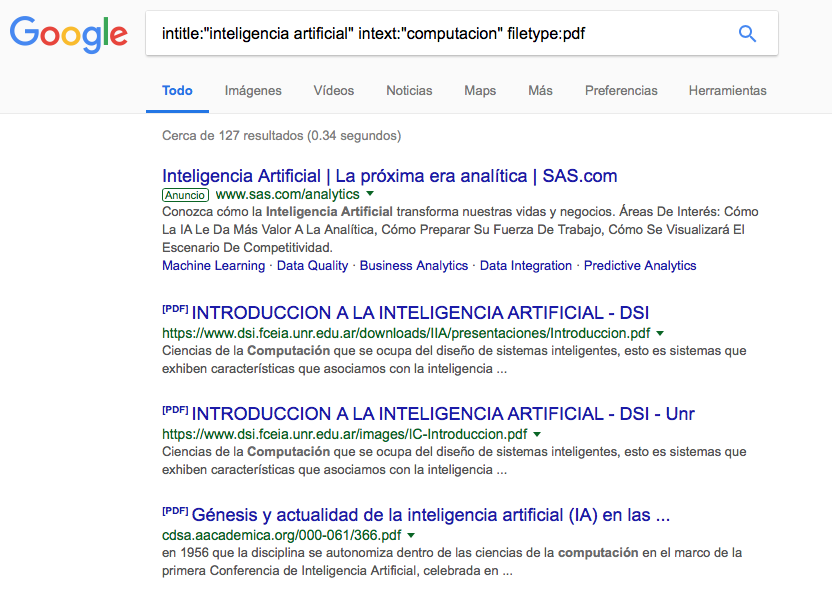 Google
intitle:"inteligencia artificial" intext:"computacion" filetype:pdf
Todo Imágenes Vídeos Noticias Maps Más Preferencias Herramientas
Cerca de 127 resultados (0.34 segundos)
Inteligencia Artificial | La próxima era analítica | SAS.com
Anuncio www.sas.com/analytics
Conozca cómo la Inteligencia Artificial transforma nuestras vidas y negocios. Áreas De Interés: Cómo
La IA Le Da Más Valor A La Analítica, Cómo Preparar Su Fuerza De Trabajo, Cómo Se Visualizará El
Escenario De Competitividad.
Machine Learning · Data Quality · Business Analytics · Data Integration · Predictive Analytics
[PDF] INTRODUCCION A LA INTELIGENCIA ARTIFICIAL - DSI
https://www.dsi.fceia.unr.edu.ar/downloads/IIA/presentaciones/Introduccion.pdf
Ciencias de la Computación que se ocupa del diseño de sistemas inteligentes, esto es sistemas que
exhiben características que asociamos con la inteligencia ...
[PDF] INTRODUCCION A LA INTELIGENCIA ARTIFICIAL - DSI - Unr
https://www.dsi.fceia.unr.edu.ar/images/IC-Introduccion.pdf
Ciencias de la Computación que se ocupa del diseño de sistemas inteligentes, esto es sistemas que
exhiben características que asociamos con la inteligencia ...
[PDF] Génesis y actualidad de la inteligencia artificial (IA) en las ...
cdsa.aacademica.org/000-061/366.pdf
en 1956 que la disciplina se autonomiza dentro de las ciencias de la computación en el marco de la
primera Conferencia de Inteligencia Artificial, celebrada en ...